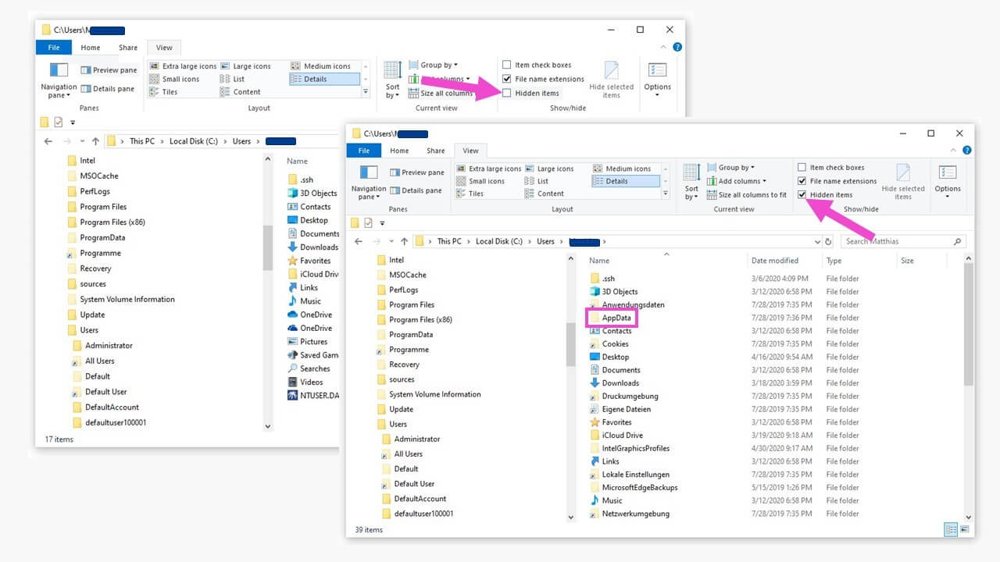 C:\Users\M
File Home Share View
Navigation pane
Preview pane
Details pane
Panes
Extra large icons Large icons Medium icons
Small icons List Details
Tiles Content
Layout
Sort by
Group by
columns
Size all columns
Current view
Item check boxes
File name extensions
Hidden items
Hide selected items
Show/hide
Options
This PC > Local Disk (C:) > Users >
Intel
MSOCache
PerfLogs
Program Files
Program Files (x86)
ProgramData
Programme
Recovery
sources
System Volume Information
Update
Users
Administrator
All Users
Default
Default User
DefaultAccount
defaultuser100001
Name
.ssh
3D Objects
Contacts
Desktop
Documents
Downloads
Favorites
iCloud Driv
Links
Music
OneDrive
OneDrive
Pictures
Saved Gam
Searches
Videos
NTUSER.DA
17 items
C:\Users\M
File Home Share View
Navigation pane
Preview pane
Details pane
Panes
Extra large icons Large icons Medium icons
Small icons List Details
Tiles Content
Layout
Sort by
Group by
Add columns
Size all columns to fit
Current view
Item check boxes
File name extensions
Hidden items
Hide selected items
Show/hide
Options
This PC > Local Disk (C:) > Users > >
Search Matthias
Intel
MSOCache
PerfLogs
Program Files
Program Files (x86)
ProgramData
Programme
Recovery
sources
System Volume Information
Update
Users
Administrator
All Users
Default
Default User
DefaultAccount
defaultuser100001
Name Date modified Type Size
.ssh 3/6/2020 4:09 PM File folder
3D Objects 3/12/2020 6:58 PM File folder
Anwendungsdaten 7/28/2019 7:35 PM File folder
AppData 7/28/2019 7:36 PM File folder
Contacts 3/12/2020 6:58 PM File folder
Cookies 7/28/2019 7:35 PM File folder
Desktop 4/16/2020 9:54 AM File folder
Documents 3/12/2020 6:58 PM File folder
Downloads 3/18/2020 3:59 PM File folder
Druckumgebung 7/28/2019 7:35 PM File folder
Eigene Dateien 7/28/2019 7:35 PM File folder
Favorites 3/12/2020 6:58 PM File folder
iCloud Drive 3/19/2020 9:18 AM File folder
IntelGraphicsProfiles 4/30/2020 9:17 AM File folder
Links 3/12/2020 6:58 PM File folder
Lokale Einstellungen 7/28/2019 7:35 PM File folder
MicrosoftEdgeBackups 5/15/2019 1:26 PM File folder
Music 3/12/2020 6:58 PM File folder
Netzwerkumgebung 7/28/2019 7:35 PM File folder
39 items